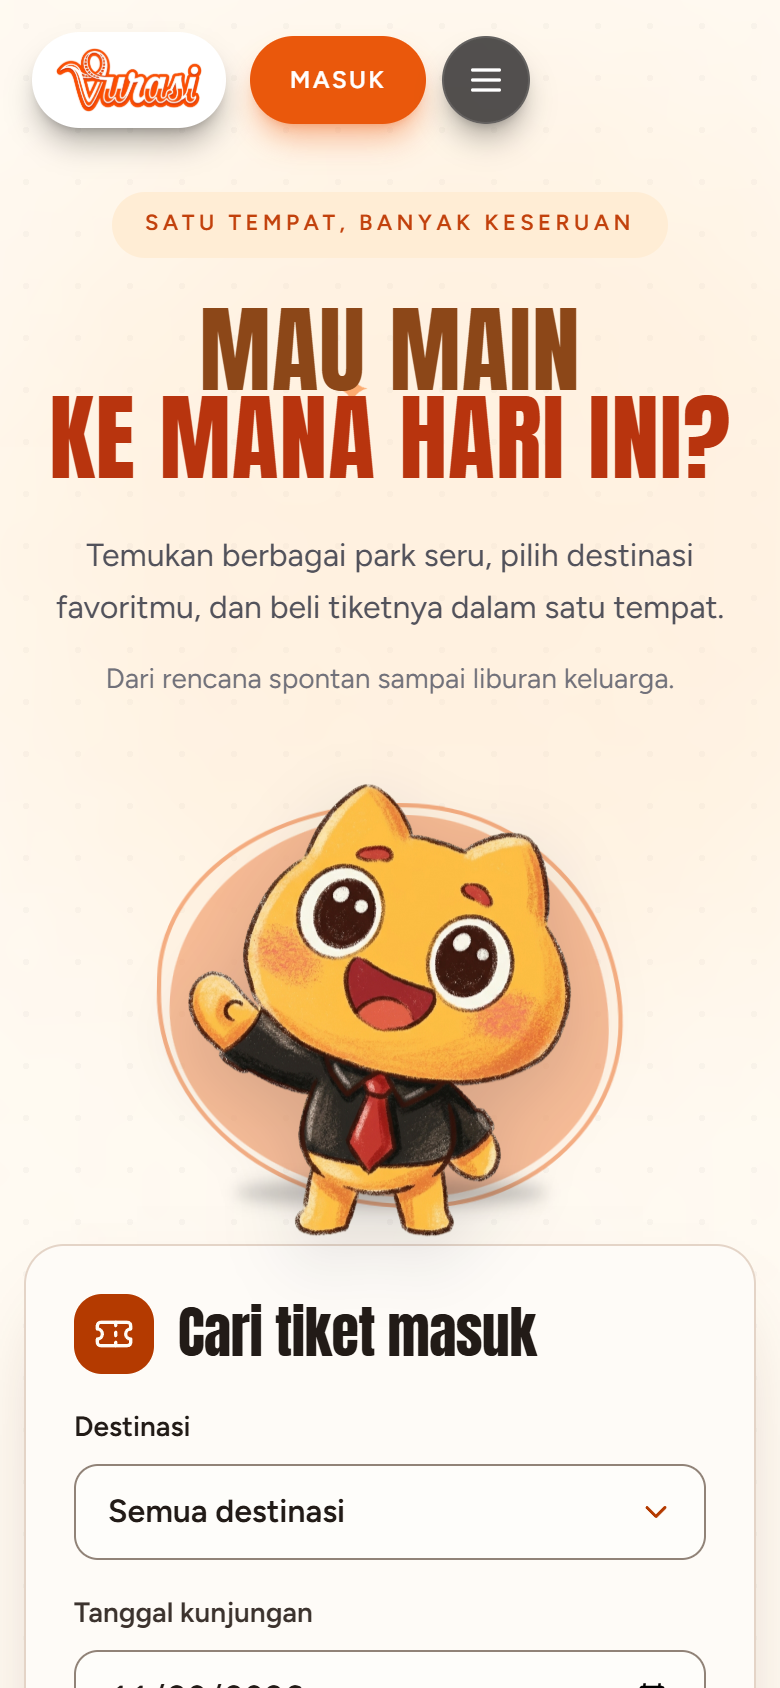 Vurasi
MASUK
SATU TEMPAT, BANYAK KESERUAN
MAU MAIN
KE MANA HARI INI?
Temukan berbagai park seru, pilih destinasi
favoritmu, dan beli tiketnya dalam satu tempat.
Dari rencana spontan sampai liburan keluarga.
Cari tiket masuk
Destinasi
Semua destinasi
Tanggal kunjungan